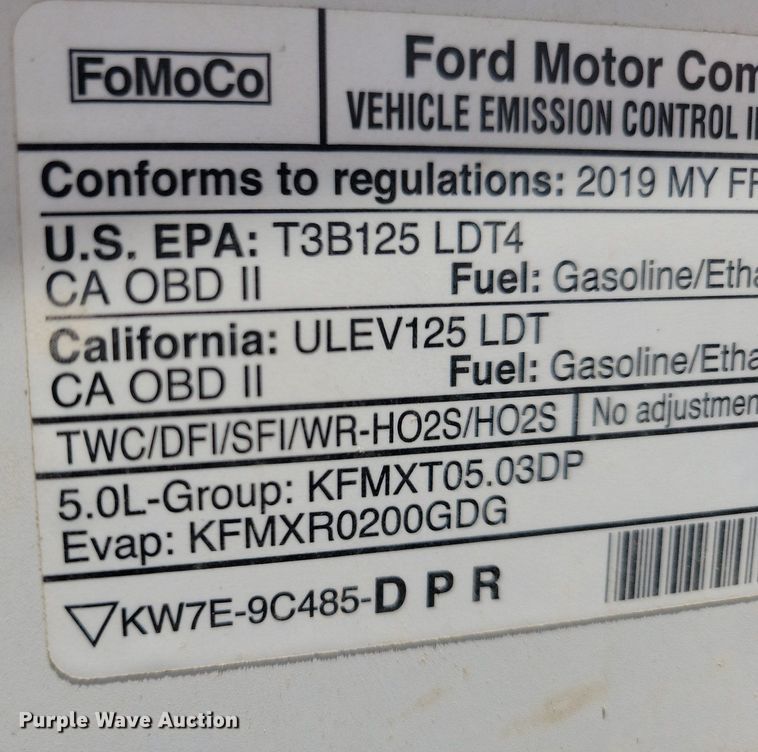 FoMoCo
Ford Motor Com
VEHICLE EMISSION CONTROL
Conforms to regulations: 2019 MY FF
U.S. EPA: T3B125 LDT4
CA OBD II Fuel: Gasoline/Etha
California: ULEV125 LDT
CA OBD II Fuel: Gasoline/Etha
TWC/DFI/SFI/WR-HO2S/HO2S No adjustmen
5.0L-Group: KFMXT05.03DP
Evap: KFMXR0200GDG
KW7E-9C485-D P R
Purple Wave Auction